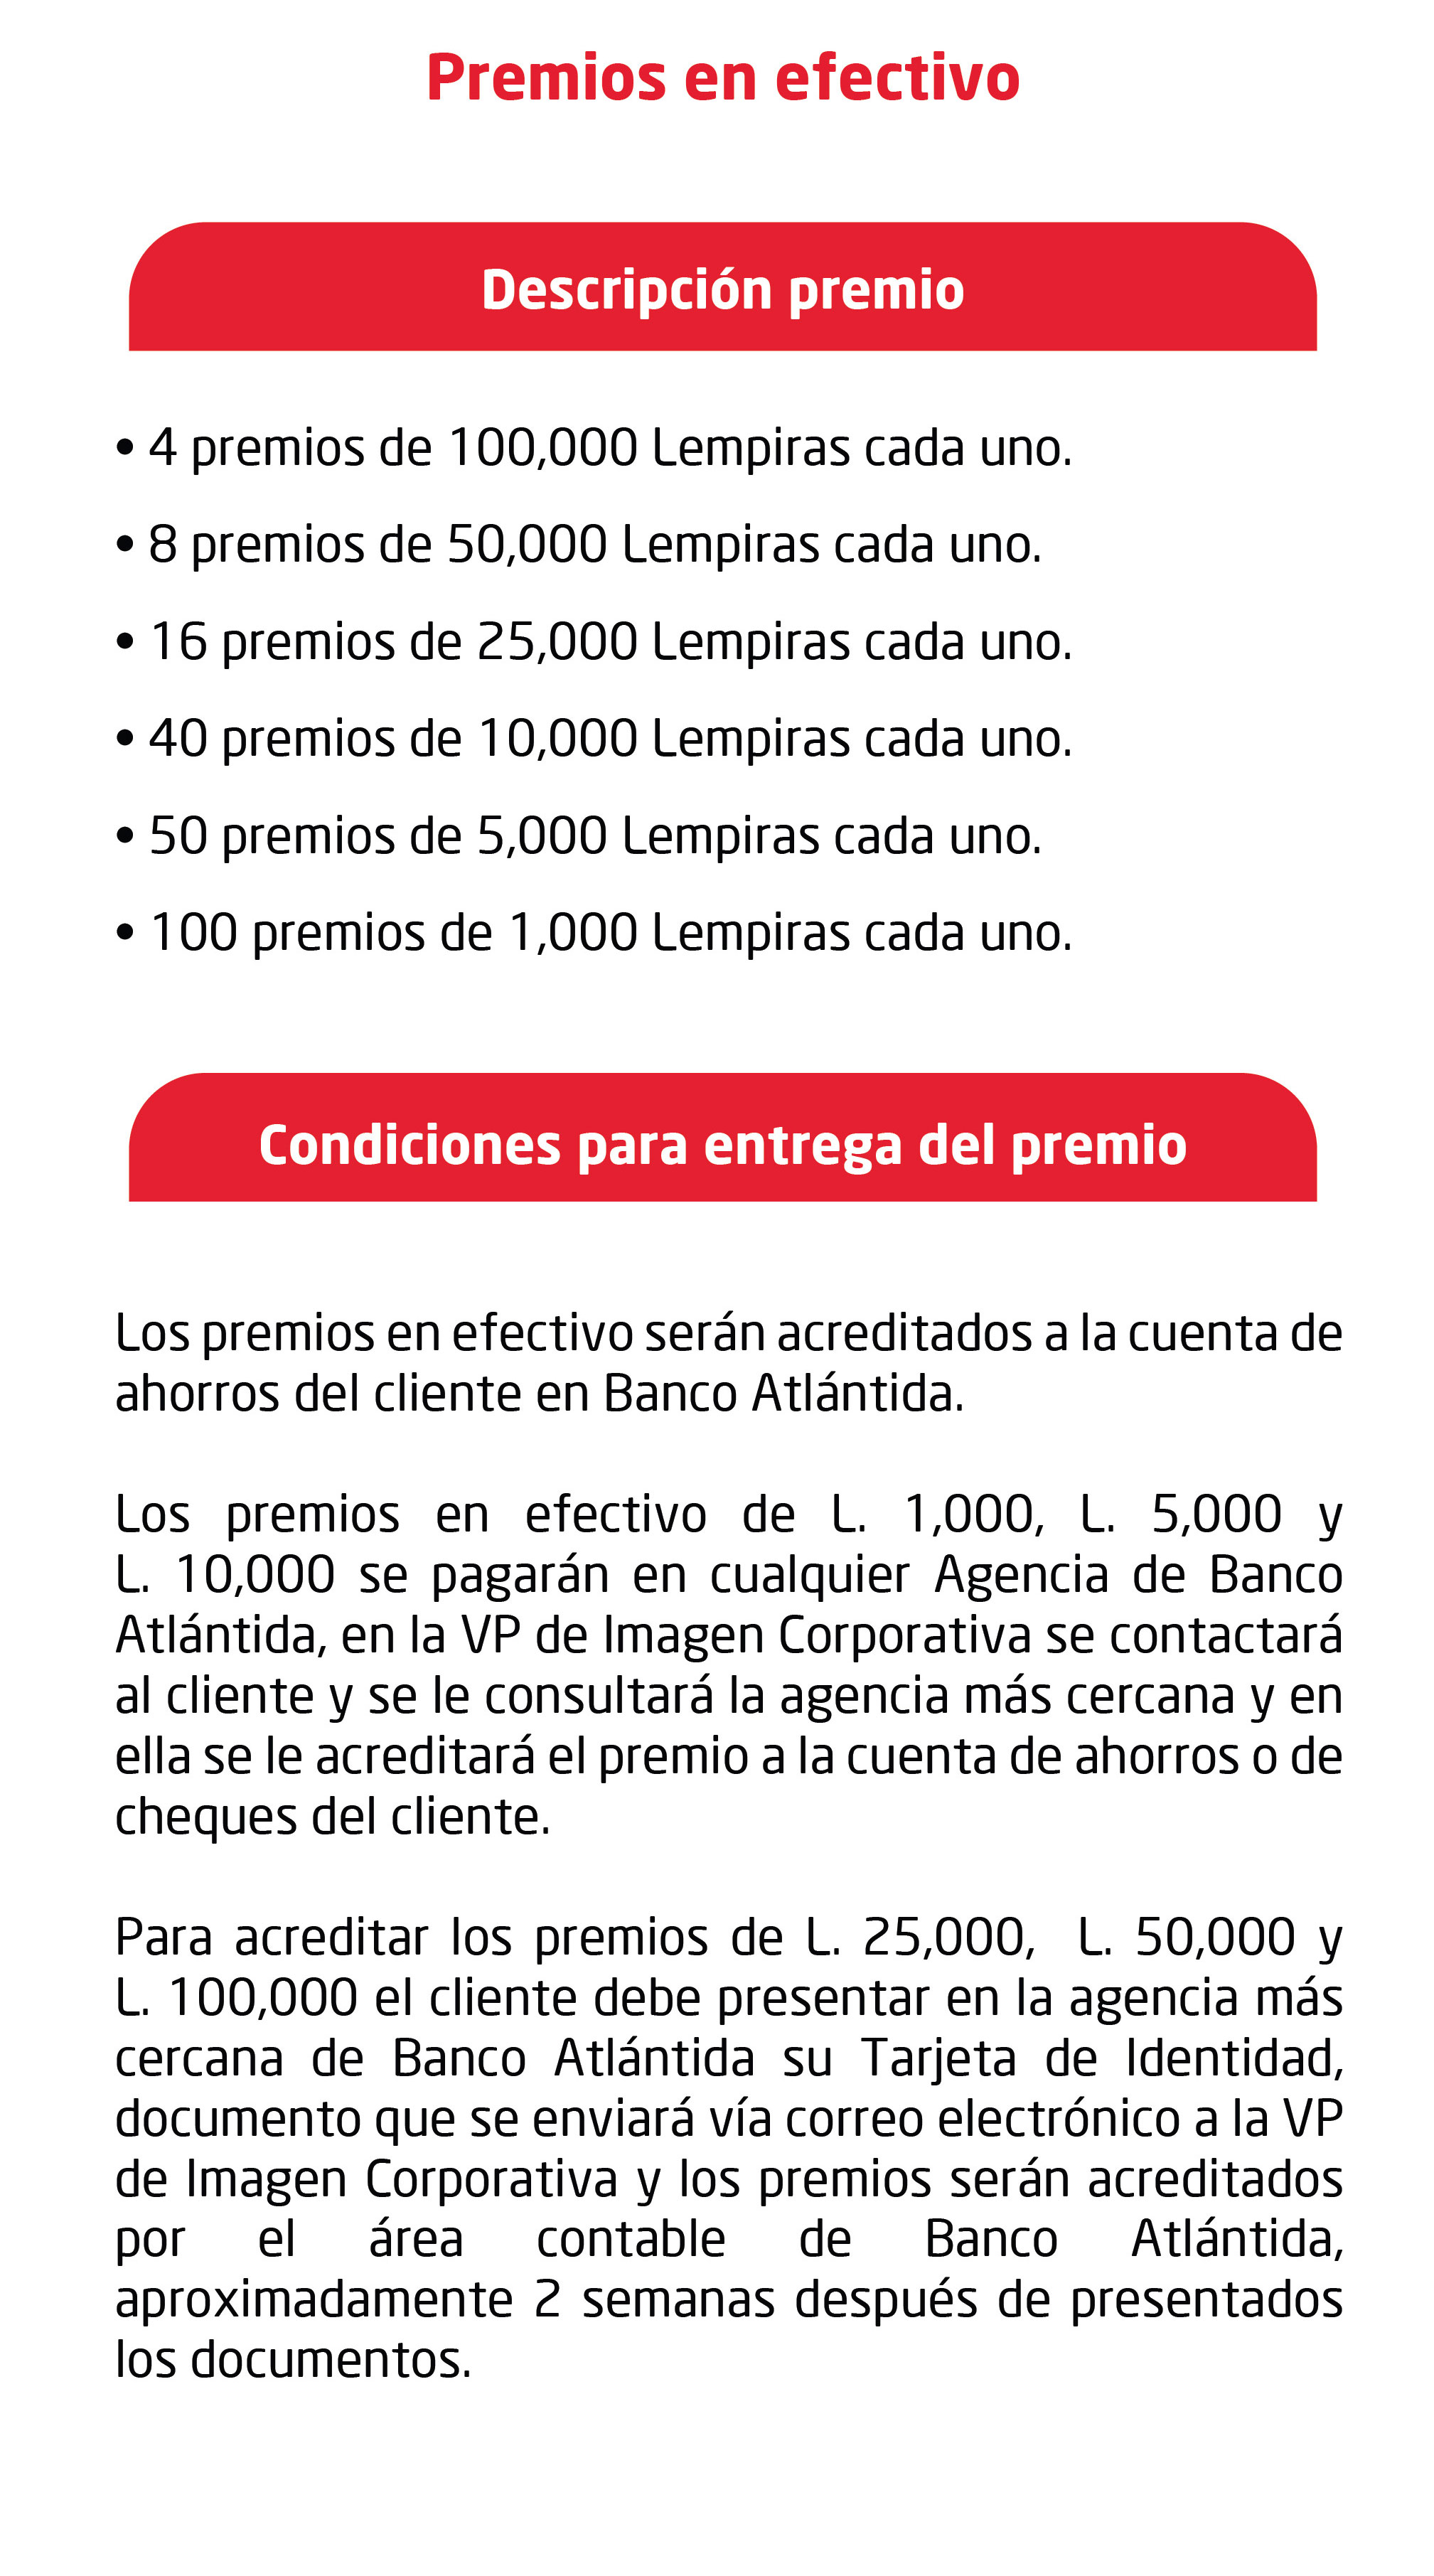 Premios en efectivo
Descripción premio
• 4 premios de 100,000 Lempiras cada uno.
• 8 premios de 50,000 Lempiras cada uno.
• 16 premios de 25,000 Lempiras cada uno.
• 40 premios de 10,000 Lempiras cada uno.
• 50 premios de 5,000 Lempiras cada uno.
• 100 premios de 1,000 Lempiras cada uno.
Condiciones para entrega del premio
Los premios en efectivo serán acreditados a la cuenta de
ahorros del cliente en Banco Atlántida.
Los premios en efectivo de L. 1,000, L. 5,000 y
L. 10,000 se pagarán en cualquier Agencia de Banco
Atlántida, en la VP de Imagen Corporativa se contactará
al cliente y se le consultará la agencia más cercana y en
ella se le acreditará el premio a la cuenta de ahorros o de
cheques del cliente.
Para acreditar los premios de L. 25,000, L. 50,000 y
L. 100,000 el cliente debe presentar en la agencia más
cercana de Banco Atlántida su Tarjeta de Identidad,
documento que se enviará vía correo electrónico a la VP
de Imagen Corporativa y los premios serán acreditados
por el área contable de Banco Atlántida,
aproximadamente 2 semanas después de presentados
los documentos.